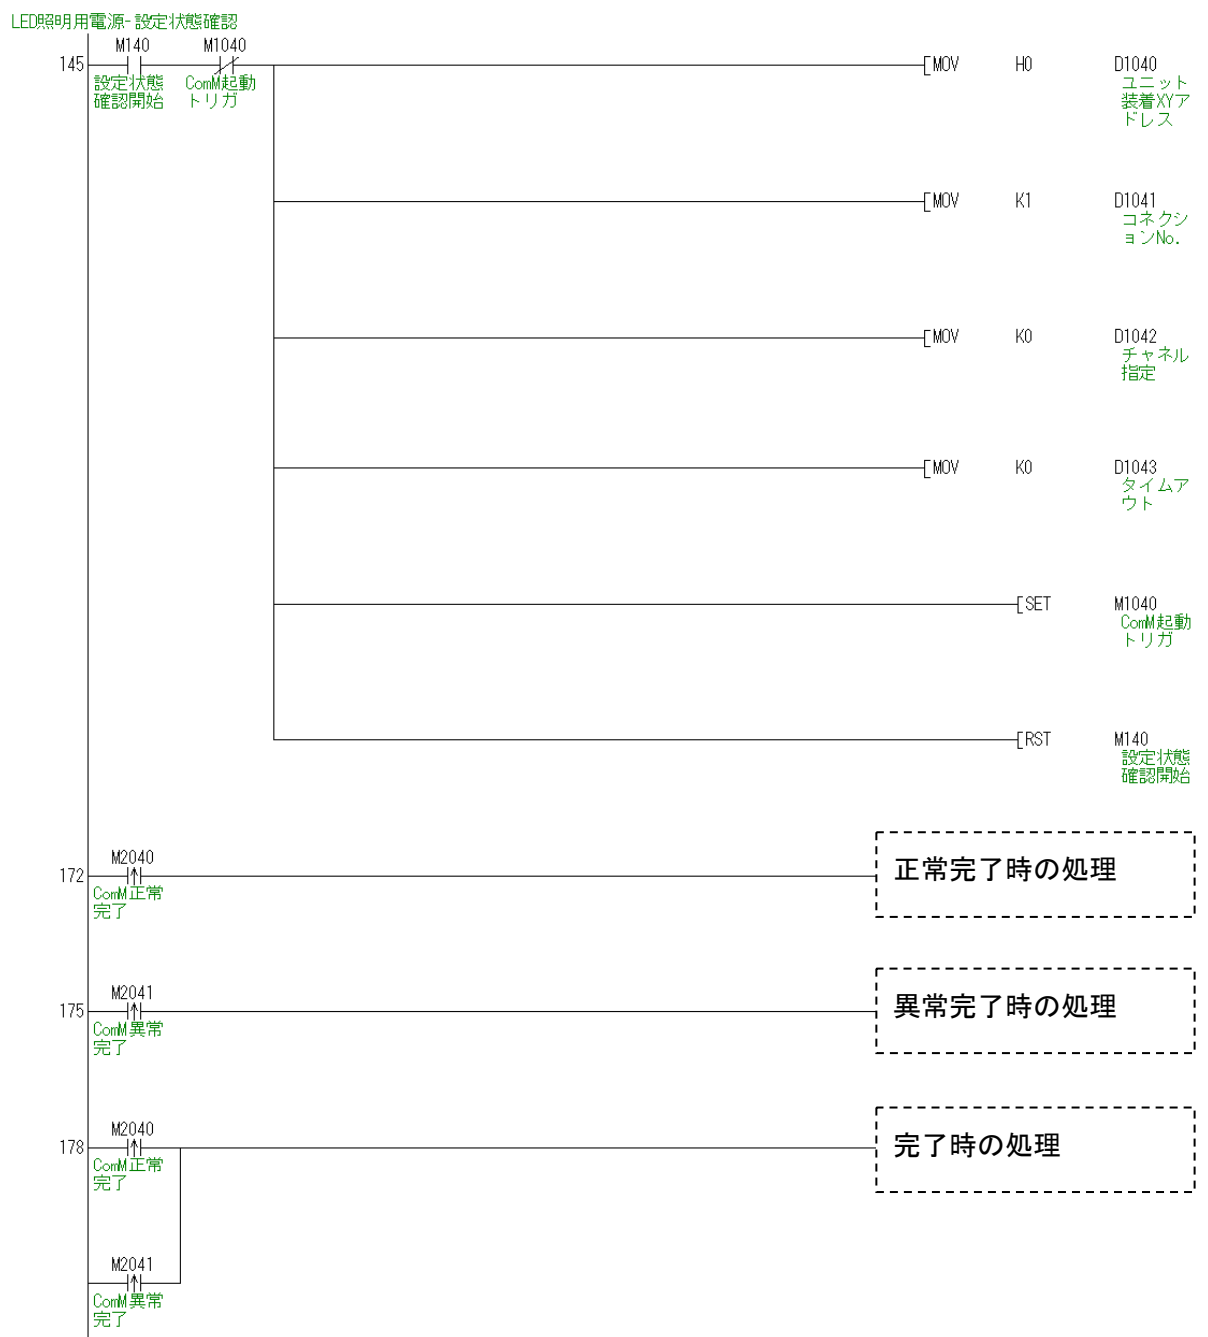 LED照明用電源-設定状態確認
M140 M1040
145 [MOV H0 D1040
設定状態 ComM起動 ユニット
確認開始 トリガ 装着XYア
ドレス
[MOV K1 D1041
コネクシ
ョンNo.
[MOV K0 D1042
チャネル
指定
[MOV K0 D1043
タイムア
ウト
[SET M1040
ComM起動
トリガ
[RST M140
設定状態
確認開始
M2040
172 正常完了時の処理
ComM正常
完了
M2041
175 異常完了時の処理
ComM異常
完了
M2040
178 完了時の処理
ComM正常
完了
M2041
ComM異常
完了